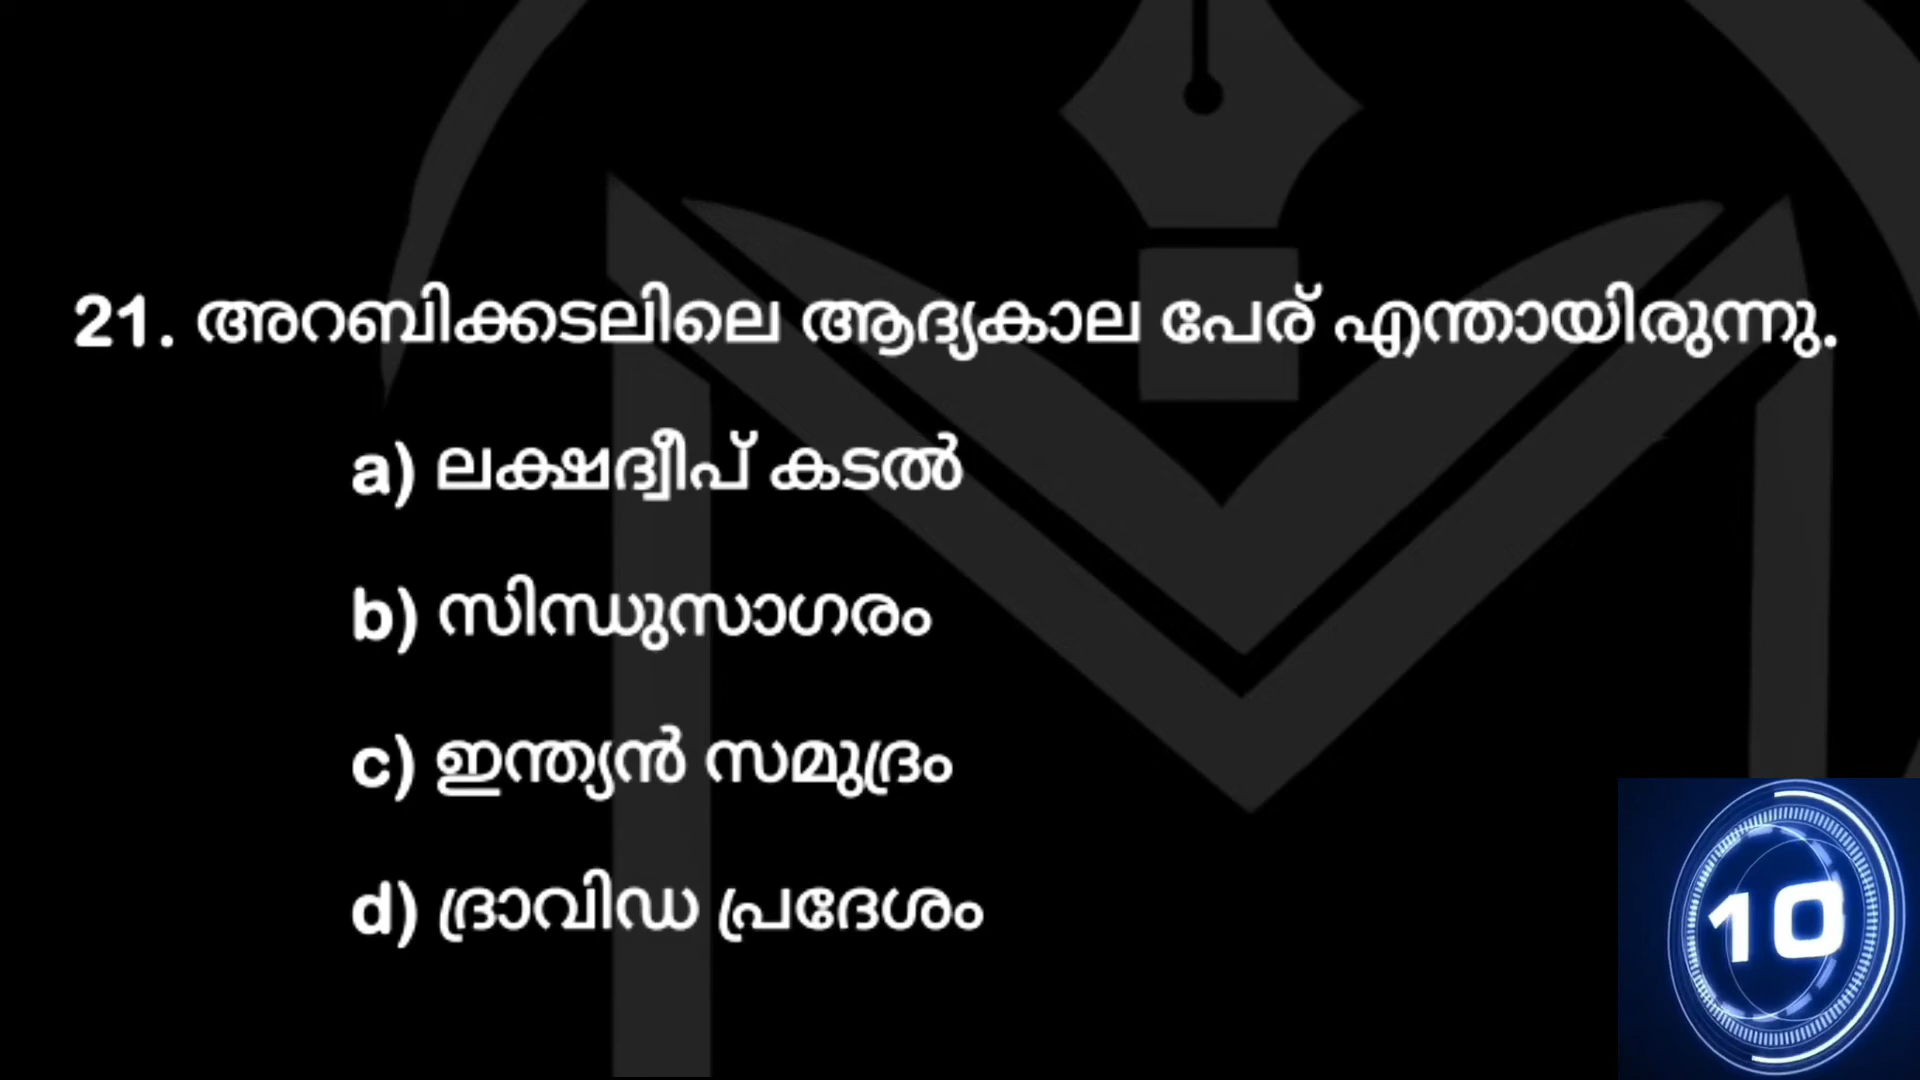 21. അറബിക്കടലിലെ ആദ്യകാല പേര് എന്തായിരുന്നു.
a) ലക്ഷദ്വീപ് കടൽ
b) സിന്ധുസാഗരം
c) ഇന്ത്യൻ സമുദ്രം
d) ദ്രാവിഡ പ്രദേശം
10